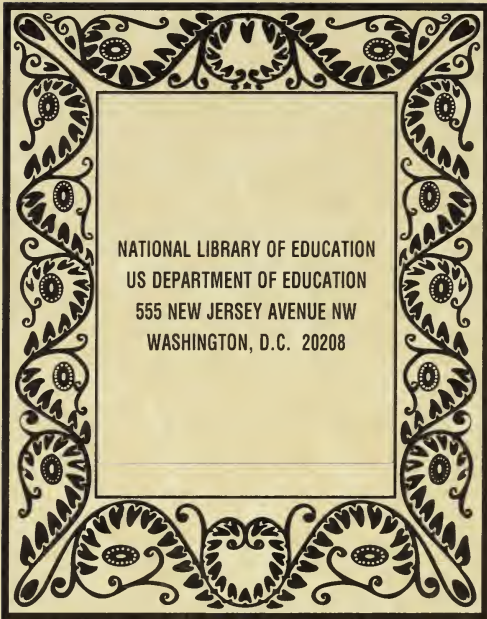 NATIONAL LIBRARY OF EDUCATION
US DEPARTMENT OF EDUCATION
555 NEW JERSEY AVENUE NW
WASHINGTON, D.C. 20208